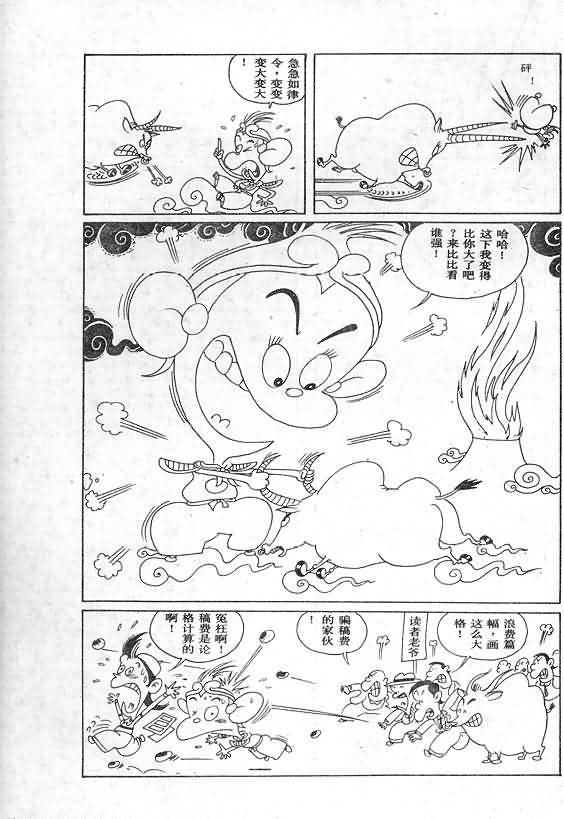 急急如律
令，变变
变大变大
！
砰！
哈哈！
这下我变得
比你大了吧
？来比比看
谁强！
浪费篇
幅，画
这么大
格！
读者老爷
骗稿费
的家伙
冤枉啊！
稿费是论
格计算的
啊！